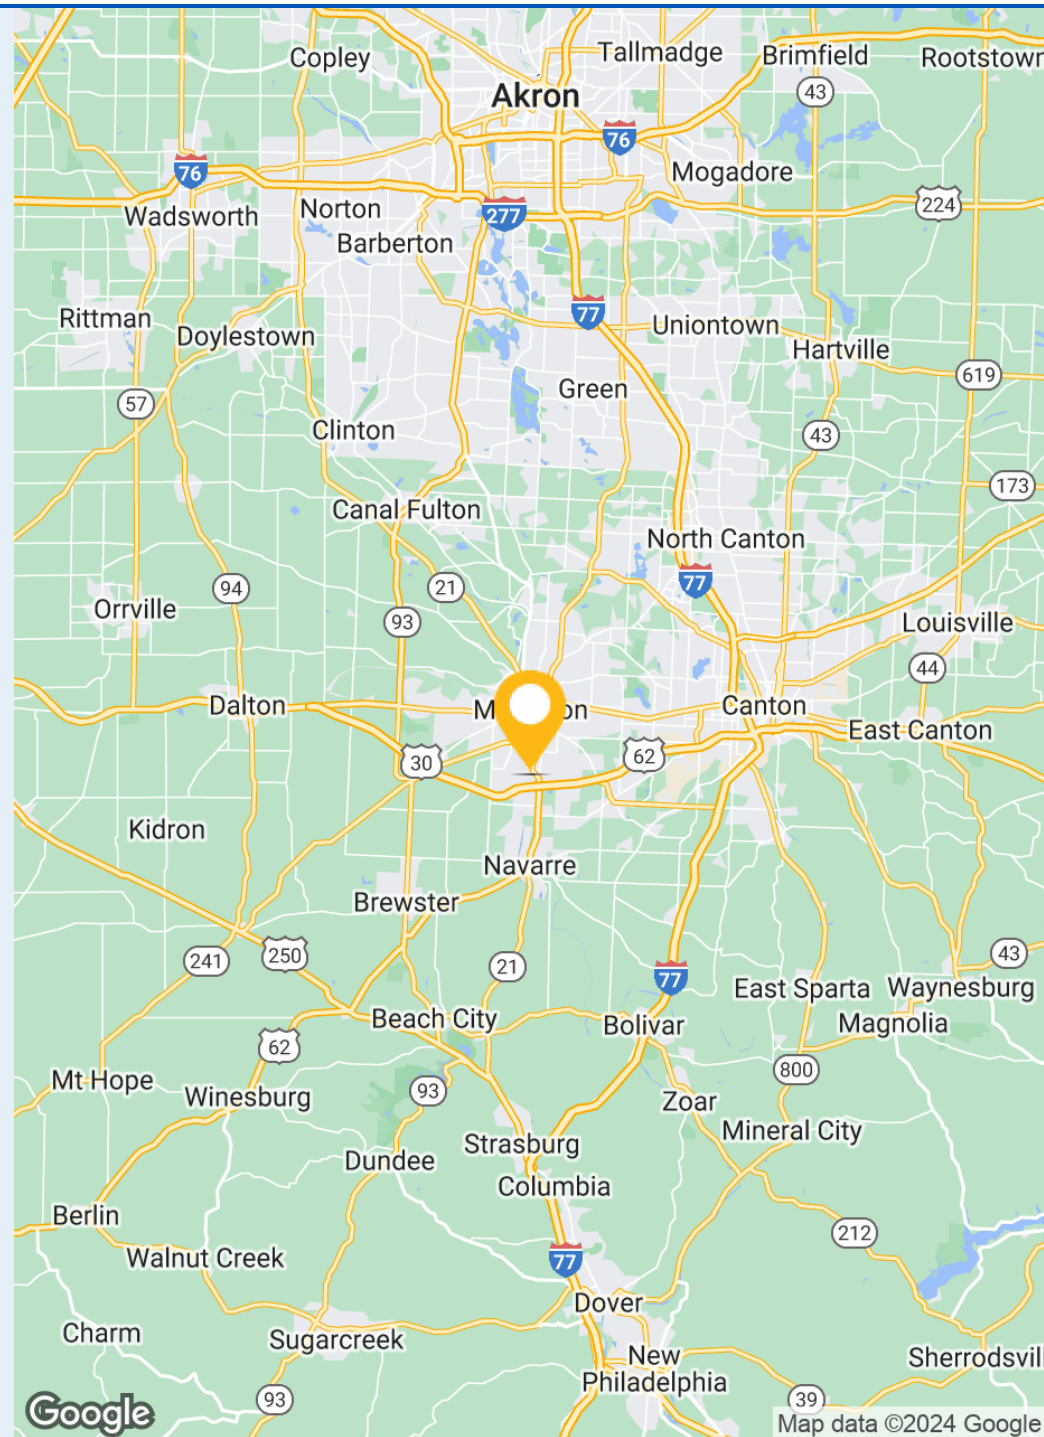 Copley
Tallmadge
Brimfield
Rootstown
43
Akron
76
76
Mogadore
224
Wadsworth
Norton
277
Barberton
77
Rittman
Doylestown
Uniontown
Hartville
619
57
Green
Clinton
43
173
Canal Fulton
North Canton
94
21
77
Orrville
93
Louisville
44
Dalton
M
on
Canton
East Canton
30
62
Kidron
Navarre
Brewster
241
250
21
43
77
East Sparta
Waynesburg
Beach City
Bolivar
Magnolia
62
800
Mt Hope
Winesburg
93
Zoar
Mineral City
Strasburg
Dundee
Columbia
Berlin
212
Walnut Creek
77
Dover
Charm
Sugarcreek
New
Philadelphia
Sherrodsvil
93
39
Google
Map data ©2024 Google